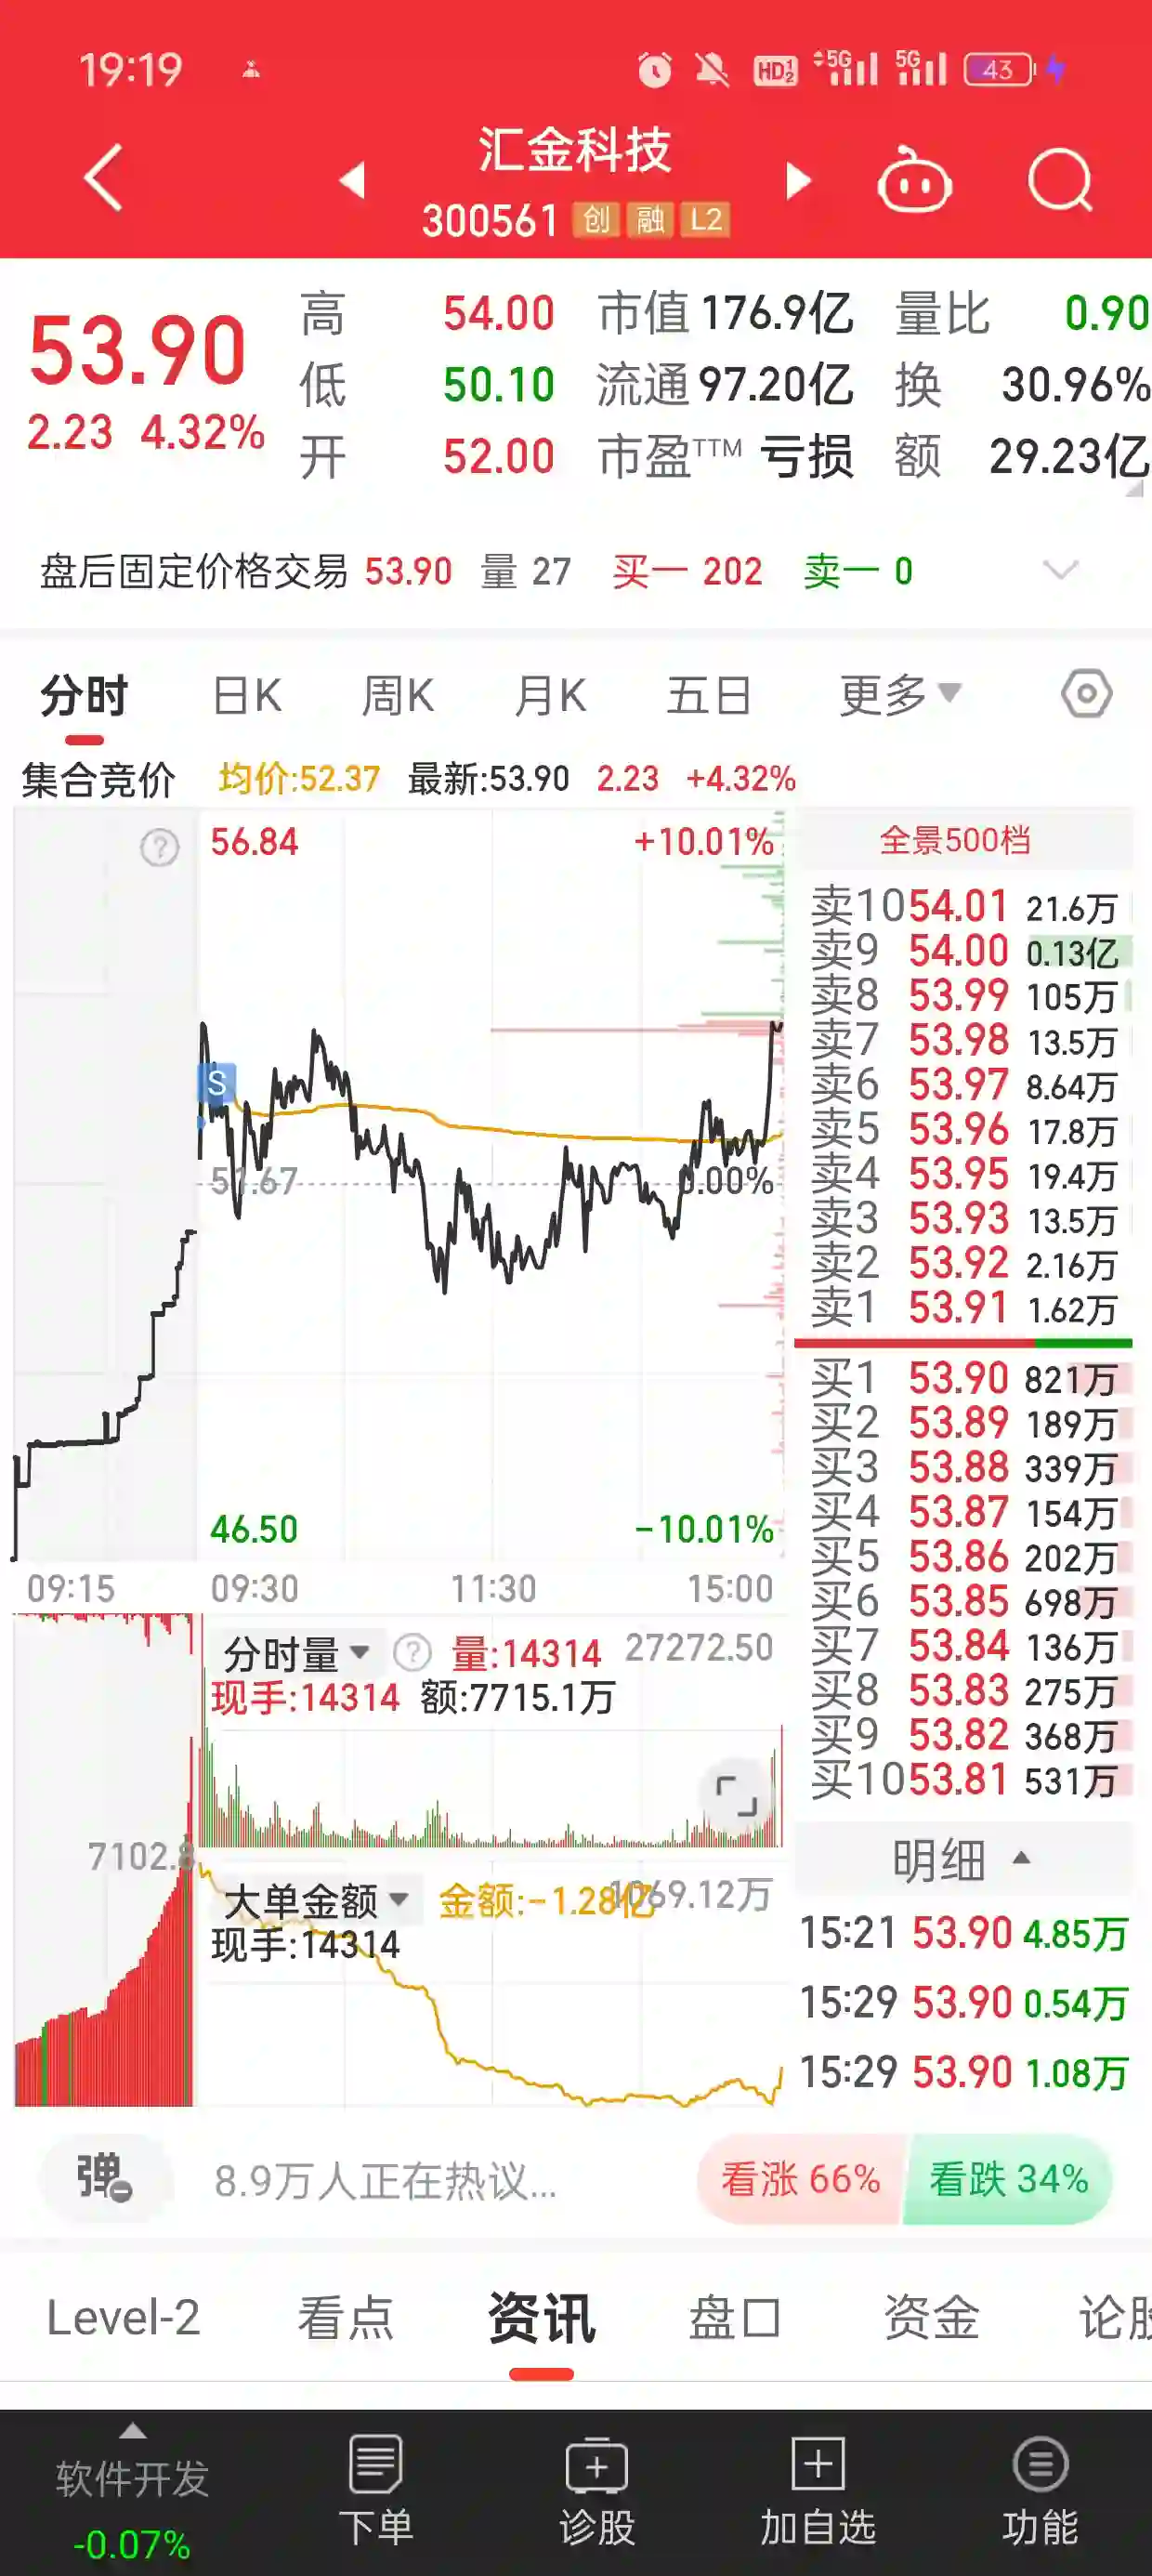 19:19 HD1 2 5G 5G 43
汇金科技
300561 创 融 L2
53.90
2.23 4.32%
高 54.00 市值 176.9亿 量比 0.90
低 50.10 流通 97.20亿 换 30.96%
开 52.00 市盈TTM 亏损 额 29.23亿
盘后固定价格交易 53.90 量 27 买一 202 卖一 0
分时 日K 周K 月K 五日 更多
集合竞价 均价:52.37 最新:53.90 2.23 +4.32%
? 56.84 +10.01%
51.67 0.00%
46.50 -10.01%
09:15 09:30 11:30 15:00
全景500档
卖10 54.01 21.6万
卖9 54.00 0.13亿
卖8 53.99 105万
卖7 53.98 13.5万
卖6 53.97 8.64万
卖5 53.96 17.8万
卖4 53.95 19.4万
卖3 53.93 13.5万
卖2 53.92 2.16万
卖1 53.91 1.62万
买1 53.90 821万
买2 53.89 189万
买3 53.88 339万
买4 53.87 154万
买5 53.86 202万
买6 53.85 698万
买7 53.84 136万
买8 53.83 275万
买9 53.82 368万
买10 53.81 531万
S
分时量 ? 量:14314 27272.50
现手:14314 额:7715.1万
7102.8
大单金额 金额:-1.28亿
现手:14314
明细
15:21 53.90 4.85万
15:29 53.90 0.54万
15:29 53.90 1.08万
弹 8.9万人正在热议... 看涨 66% 看跌 34%
Level-2 看点 资讯 盘口 资金 论股
软件开发 下单 诊股 加自选 功能
-0.07%